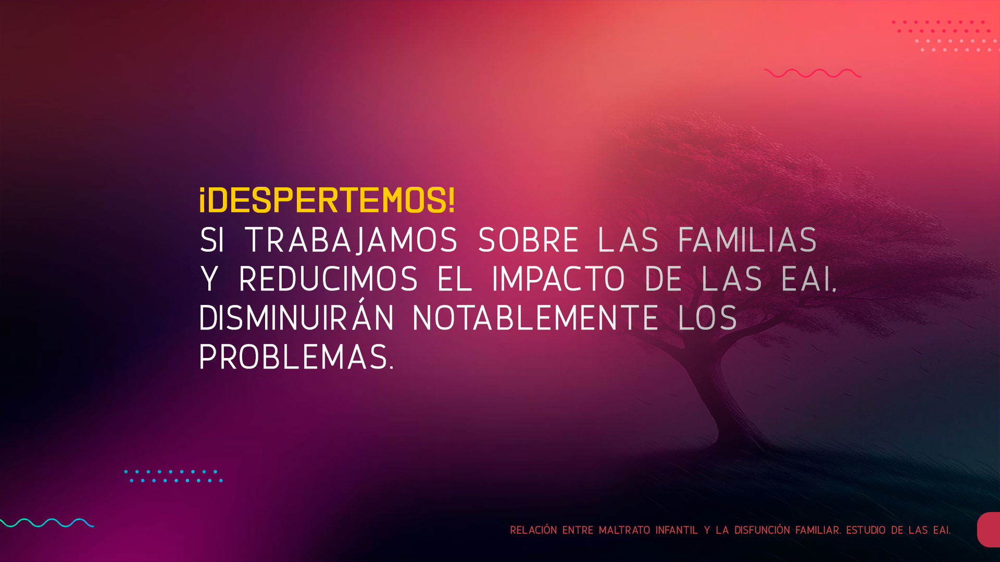 ¡DESPERTEMOS!
SI TRABAJAMOS SOBRE LAS FAMILIAS
Y REDUCIMOS EL IMPACTO DE LAS EAI,
DISMINUIRÁN NOTABLEMENTE LOS
PROBLEMAS.
RELACIÓN ENTRE MALTRATO INFANTIL Y LA DISFUNCIÓN FAMILIAR. ESTUDIO DE LAS EAI.